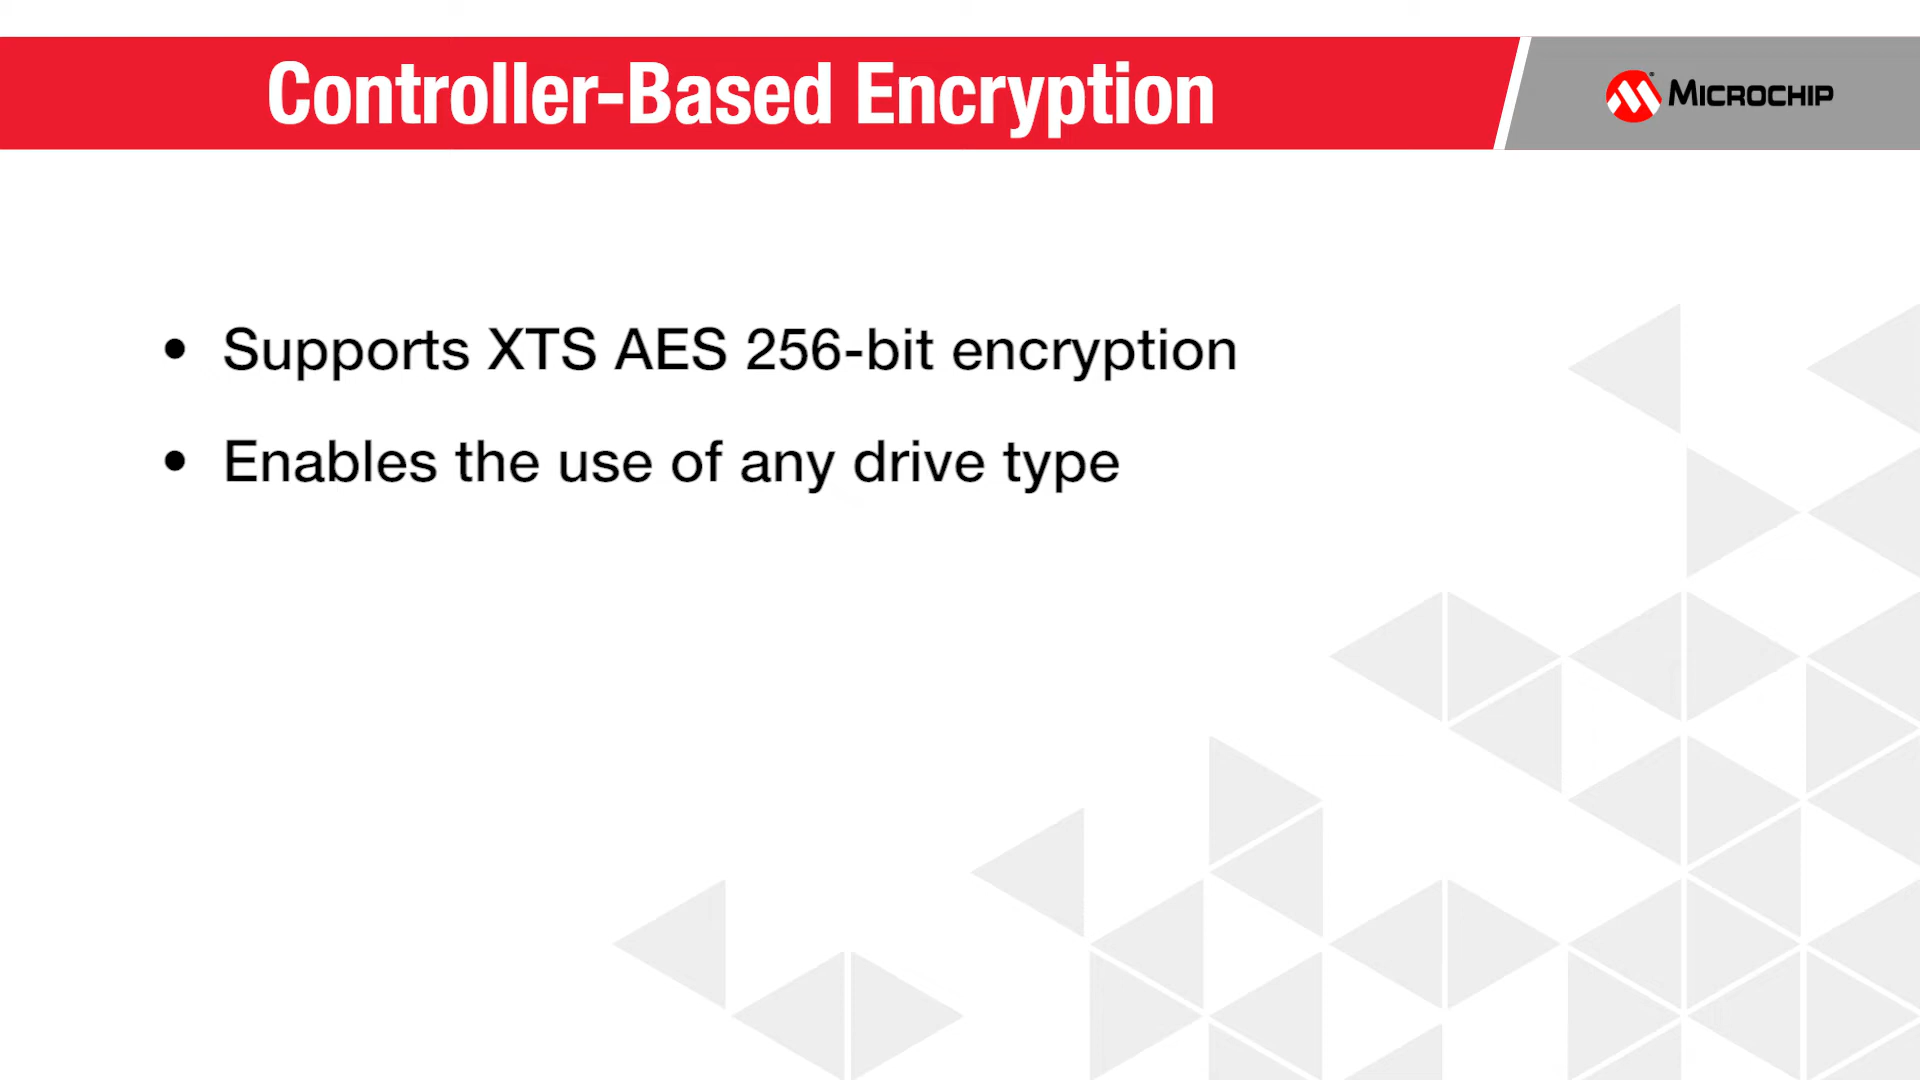 Controller-Based Encryption
MICROCHIP
• Supports XTS AES 256-bit encryption
• Enables the use of any drive type